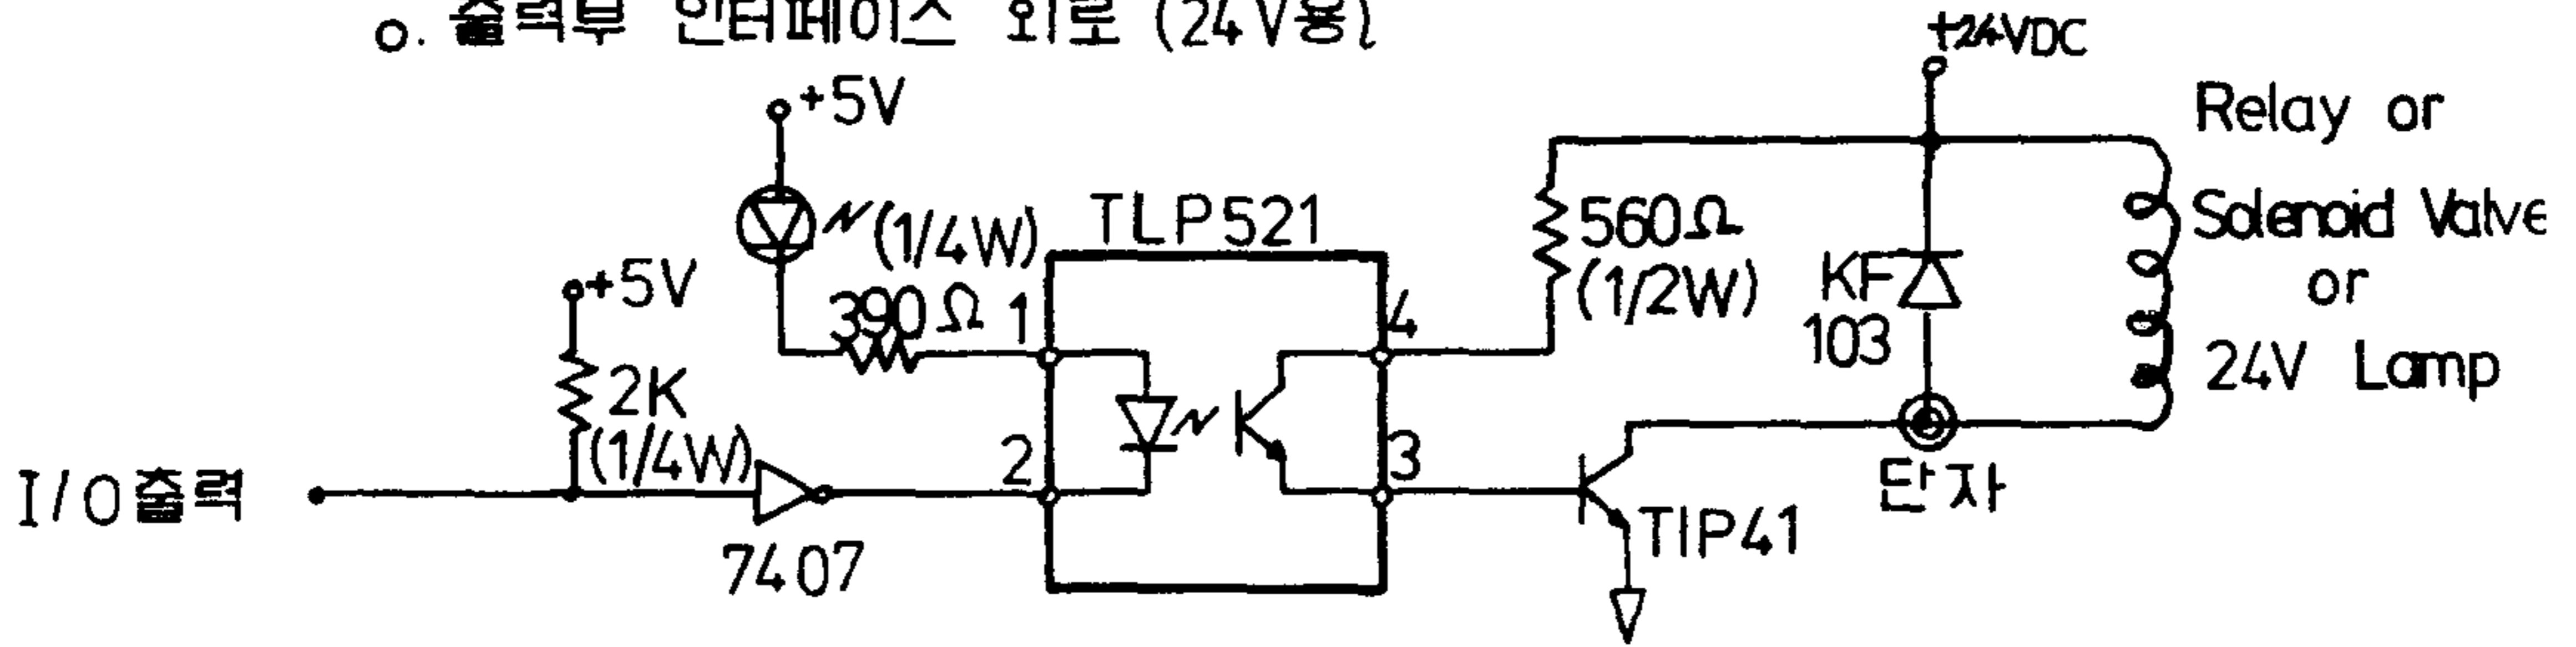 o. 출력부 인터페이스 회로 (24V용)
+24VDC
+5V
Relay or
Solenoid Valve
or
24V Lamp
(1/4W)
TLP521
390Ω
1
4
560Ω
(1/2W)
KF
103
+5V
2K
(1/4W)
2
3
I/O출력
7407
TIP41
단자